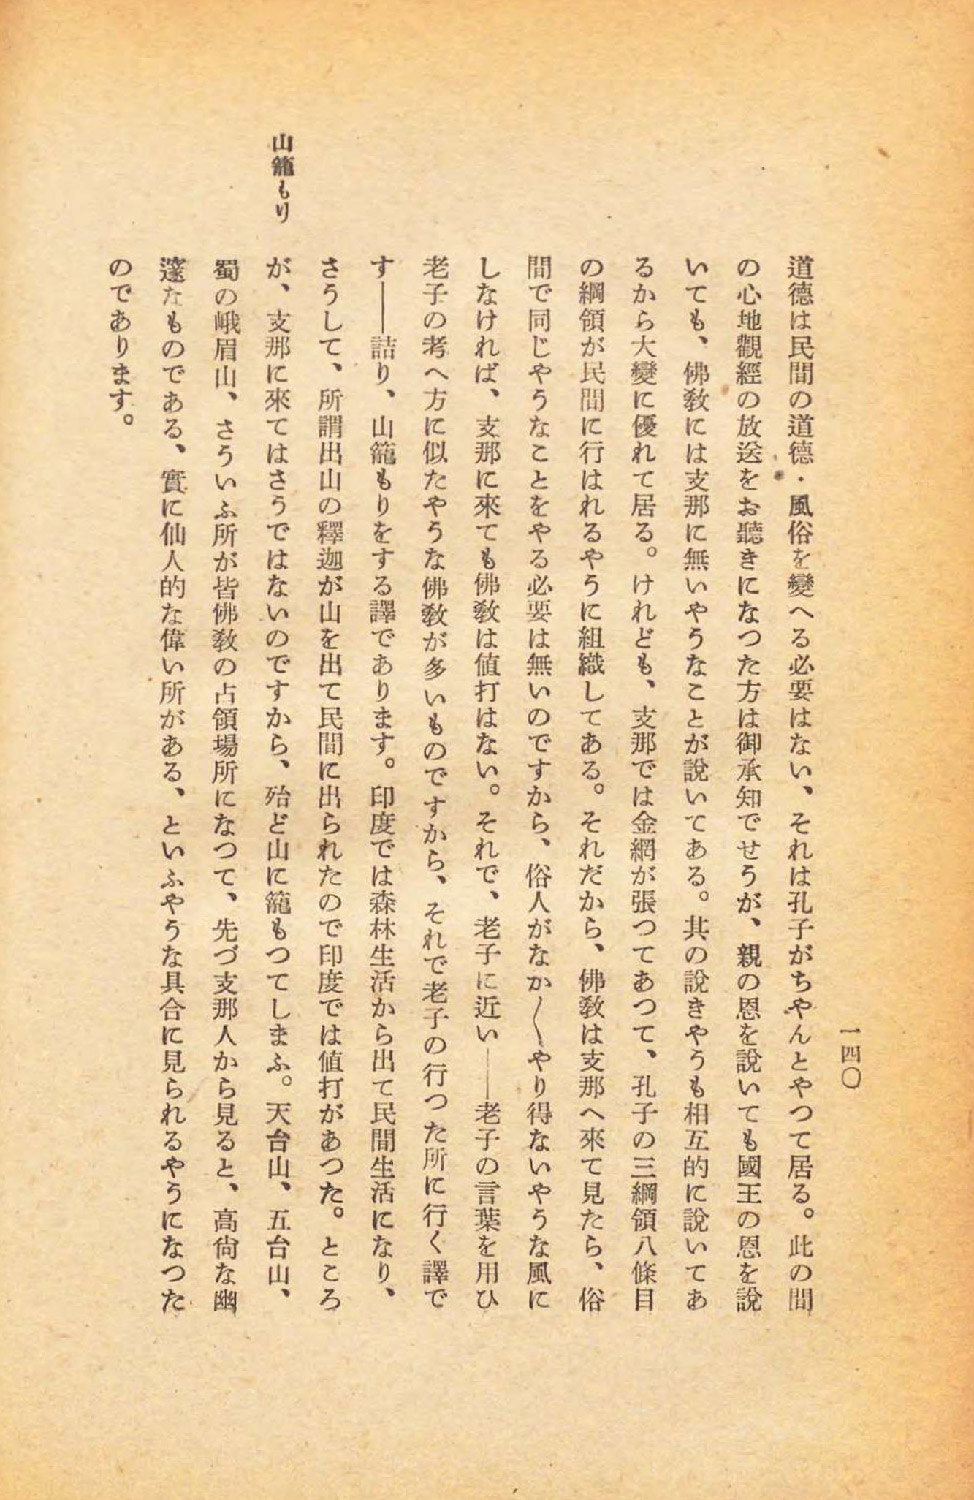 一四〇
道德は民間の道德・風俗を變へる必要はない、それは孔子がちやんとやつて居る。此の間
の心地觀經の放送をお聽きになつた方は御承知でせうが、親の恩を說いても國王の恩を說
いても、佛敎には支那に無いやうなことが說いてある。其の說きやうも相互的に說いてあ
るから大變に優れて居る。けれども、支那では金網が張つてあつて、孔子の三綱領八條目
の綱領が民間に行はれるやうに組織してある。それだから、佛敎は支那へ來て見たら、俗
間で同じやうなことをやる必要は無いのですから、俗人がなか〱やり得ないやうな風に
しなければ、支那に來ても佛敎は値打はない。それで、老子に近い――老子の言葉を用ひ
老子の考へ方に似たやうな佛敎が多いものですから、それで老子の行つた所に行く譯で
す――詰り、山籠もりをする譯であります。印度では森林生活から出て民間生活になり、
さうして、所謂出山の釋迦が山を出て民間に出られたので印度では値打があつた。ところ
山籠もり
が、支那に來てはさうではないのですから、殆ど山に籠もつてしまふ。天台山、五台山、
蜀の峨眉山、さういふ所が皆佛敎の占領場所になつて、先づ支那人から見ると、高尙な幽
邃なものである、實に仙人的な偉い所がある、といふやうな具合に見られるやうになつた
のであります。